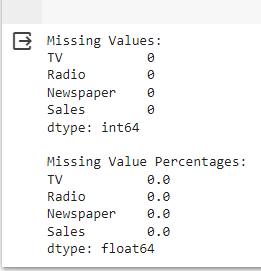 Missing Values:
TV 0
Radio 0
Newspaper 0
Sales 0
dtype: int64
Missing Value Percentages:
TV 0.0
Radio 0.0
Newspaper 0.0
Sales 0.0
dtype: float64